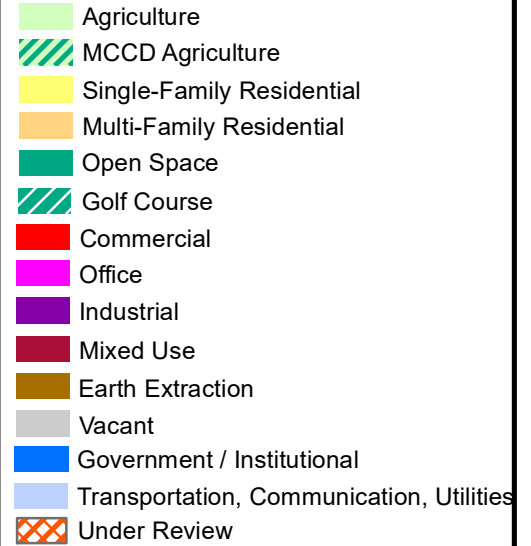 Agriculture
MCCD Agriculture
Single-Family Residential
Multi-Family Residential
Open Space
Golf Course
Commercial
Office
Industrial
Mixed Use
Earth Extraction
Vacant
Government / Institutional
Transportation, Communication, Utilities
Under Review